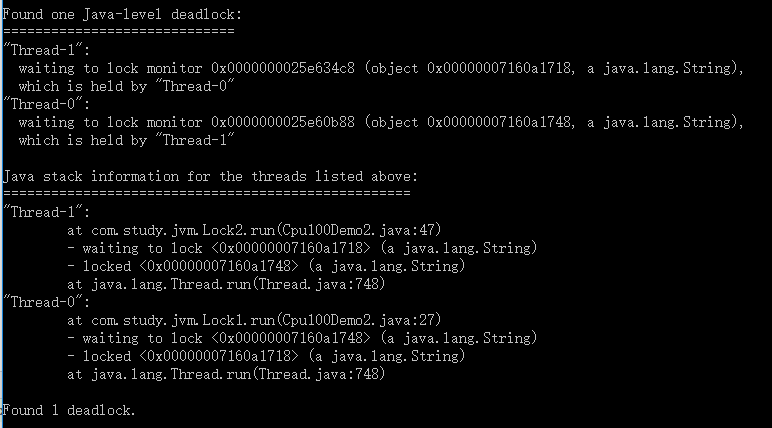 Found one Java-level deadlock:
=============================
"Thread-1":
  waiting to lock monitor 0x0000000025e634c8 (object 0x00000007160a1718, a java.lang.String),
  which is held by "Thread-0"
"Thread-0":
  waiting to lock monitor 0x0000000025e60b88 (object 0x00000007160a1748, a java.lang.String),
  which is held by "Thread-1"

Java stack information for the threads listed above:
===================================================
"Thread-1":
        at com.study.jvm.Lock2.run(Cpu100Demo2.java:47)
        - waiting to lock <0x00000007160a1718> (a java.lang.String)
        - locked <0x00000007160a1748> (a java.lang.String)
        at java.lang.Thread.run(Thread.java:748)
"Thread-0":
        at com.study.jvm.Lock1.run(Cpu100Demo2.java:27)
        - waiting to lock <0x00000007160a1748> (a java.lang.String)
        - locked <0x00000007160a1718> (a java.lang.String)
        at java.lang.Thread.run(Thread.java:748)

Found 1 deadlock.